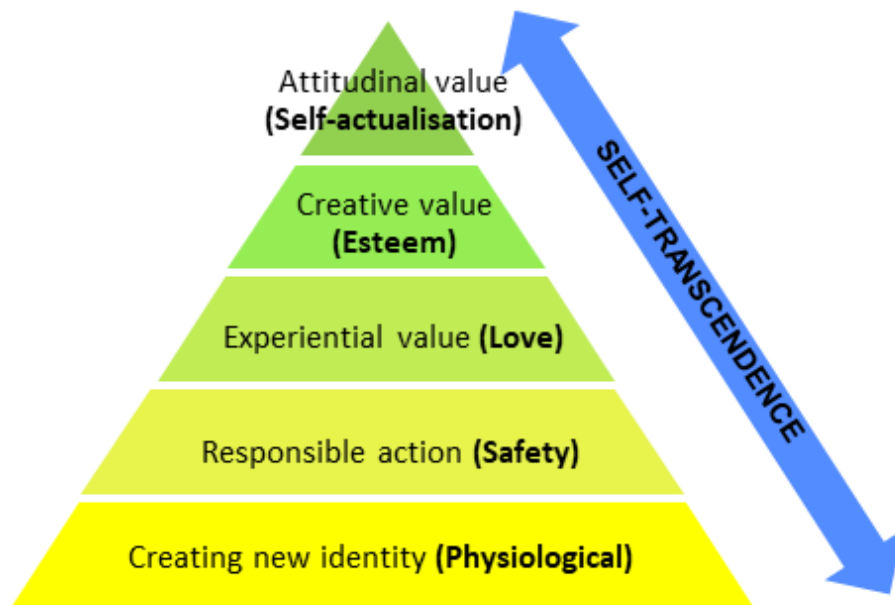 Attitudinal value
(Self-actualisation)
Creative value
(Esteem)
Experiential value (Love)
Responsible action (Safety)
Creating new identity (Physiological)
SELF-TRANSCENDENCE